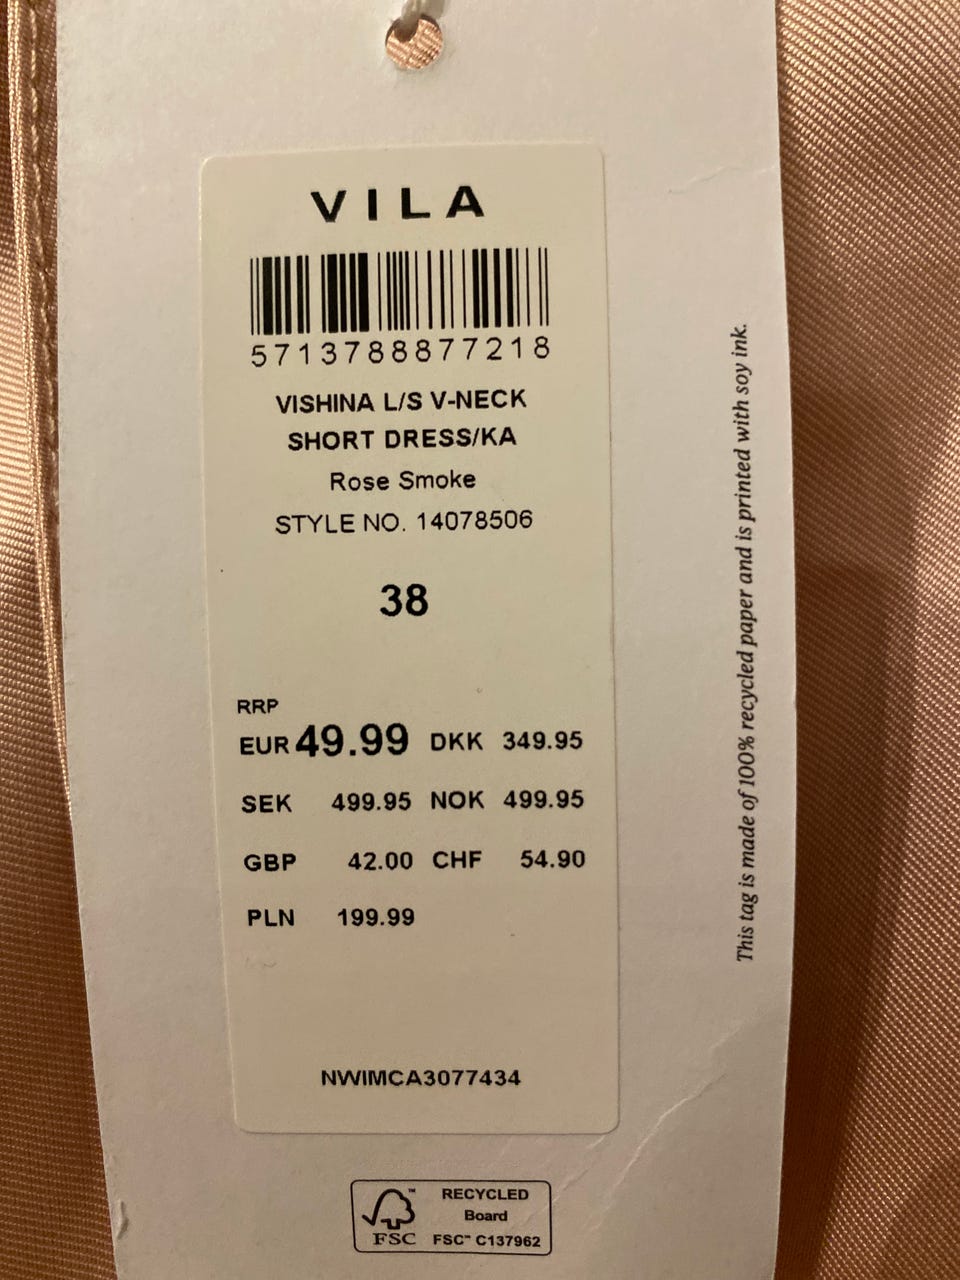 VILA
5713788877218
VISHINA L/S V-NECK
SHORT DRESS/KA
Rose Smoke
STYLE NO. 14078506
38
RRP
EUR 49.99 DKK 349.95
SEK 499.95 NOK 499.95
GBP 42.00 CHF 54.90
PLN 199.99
NWIMCA3077434
This tag is made of 100% recycled paper and is printed with soy ink.
FSC™
RECYCLED
Board
FSC™ C137962